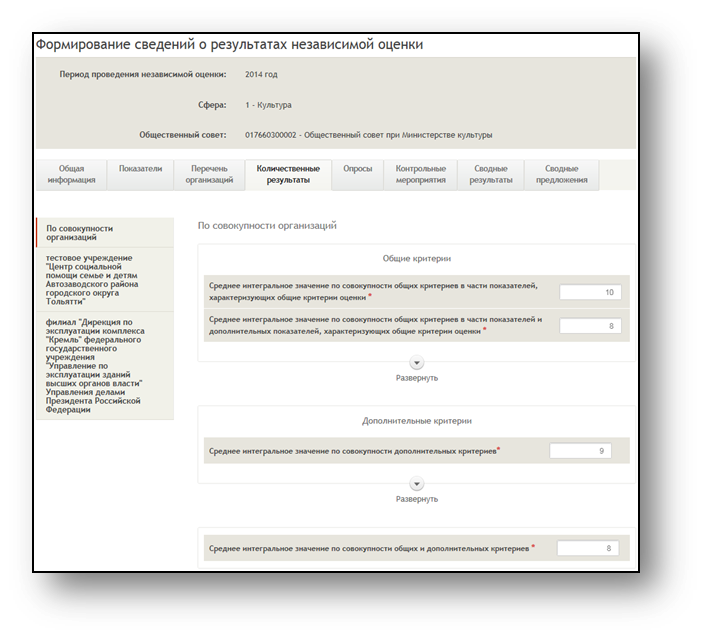 Формирование сведений о результатах независимой оценки
Период проведения независимой оценки: 2014 год
Сфера: 1 - Культура
Общественный совет: 017660300002 - Общественный совет при Министерстве культуры
Общая
информация
Показатели
Перечень
организаций
Количественные
результаты
Опросы
Контрольные
мероприятия
Сводные
результаты
Сводные
предложения
По совокупности
организаций
тестовое учреждение
"Центр социальной
помощи семье и детям
Автозаводского района
городского округа
Тольятти"
филиал "Дирекция по
эксплуатации комплекса
"Кремль" федерального
государственного
учреждения
"Управление по
эксплуатации зданий
высших органов власти"
Управления делами
Президента Российской
Федерации
По совокупности организаций
Общие критерии
Среднее интегральное значение по совокупности общих критериев в части показателей,
характеризующих общие критерии оценки *
10
Среднее интегральное значение по совокупности общих критериев в части показателей и
дополнительных показателей, характеризующих общие критерии оценки *
8
Развернуть
Дополнительные критерии
Среднее интегральное значение по совокупности дополнительных критериев*
9
Развернуть
Среднее интегральное значение по совокупности общих и дополнительных критериев *
8